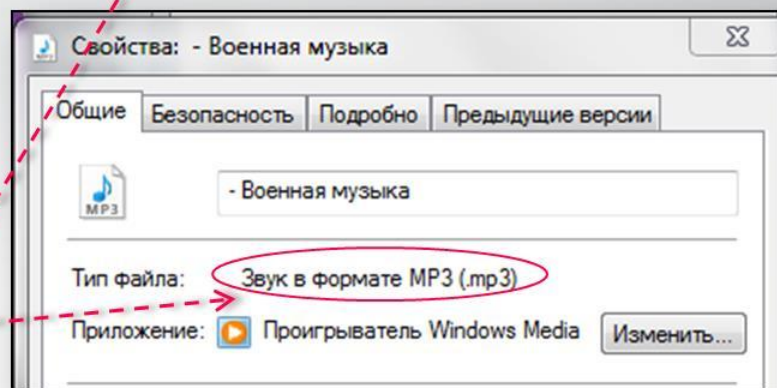 Свойства: - Военная музыка
Общие Безопасность Подробно Предыдущие версии
MP3 - Военная музыка
Тип файла: Звук в формате MP3 (.mp3)
Приложение: Проигрыватель Windows Media Изменить...